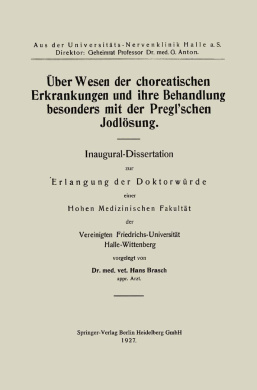 Aus der Universitäts-Nervenklinik Halle a.S.
Direktor: Geheimrat Professor Dr. med. G. Anton.
Über Wesen der choreatischen
Erkrankungen und ihre Behandlung
besonders mit der Pregl'schen
Jodlösung.
Inaugural-Dissertation
zur
Erlangung der Doktorwürde
einer
Hohen Medizinischen Fakultät
der
Vereinigten Friedrichs-Universität
Halle-Wittenberg
vorgelegt von
Dr. med. vet. Hans Brasch
appr. Arzt.
Springer-Verlag Berlin Heidelberg GmbH
1927.